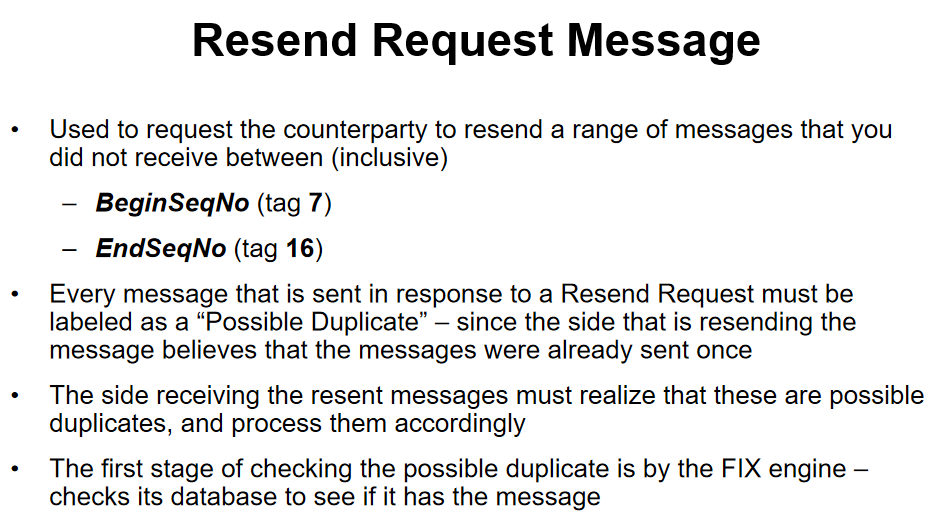 Resend Request Message
• Used to request the counterparty to resend a range of messages that you
did not receive between (inclusive)
– BeginSeqNo (tag 7)
– EndSeqNo (tag 16)
• Every message that is sent in response to a Resend Request must be
labeled as a “Possible Duplicate” – since the side that is resending the
message believes that the messages were already sent once
• The side receiving the resent messages must realize that these are possible
duplicates, and process them accordingly
• The first stage of checking the possible duplicate is by the FIX engine –
checks its database to see if it has the message